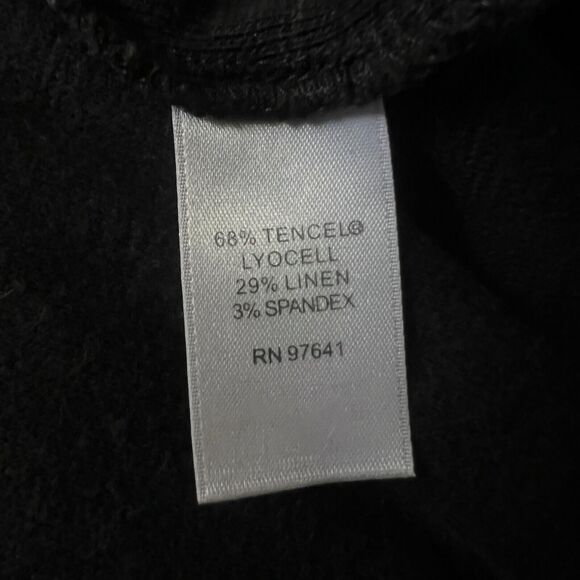 68% TENCEL®
LYOCELL
29% LINEN
3% SPANDEX
RN 97641